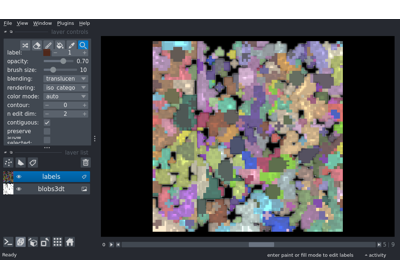 File View Window Plugins Help
layer controls
label: 1
opacity: 0.70
brush size: 10
blending: translucen
rendering: iso catego
color mode: auto
contour: 0
n edit dim: 2
contiguous:
preserve
layer list
labels
blobs3dt
Ready
enter paint or fill mode to edit labels
activity